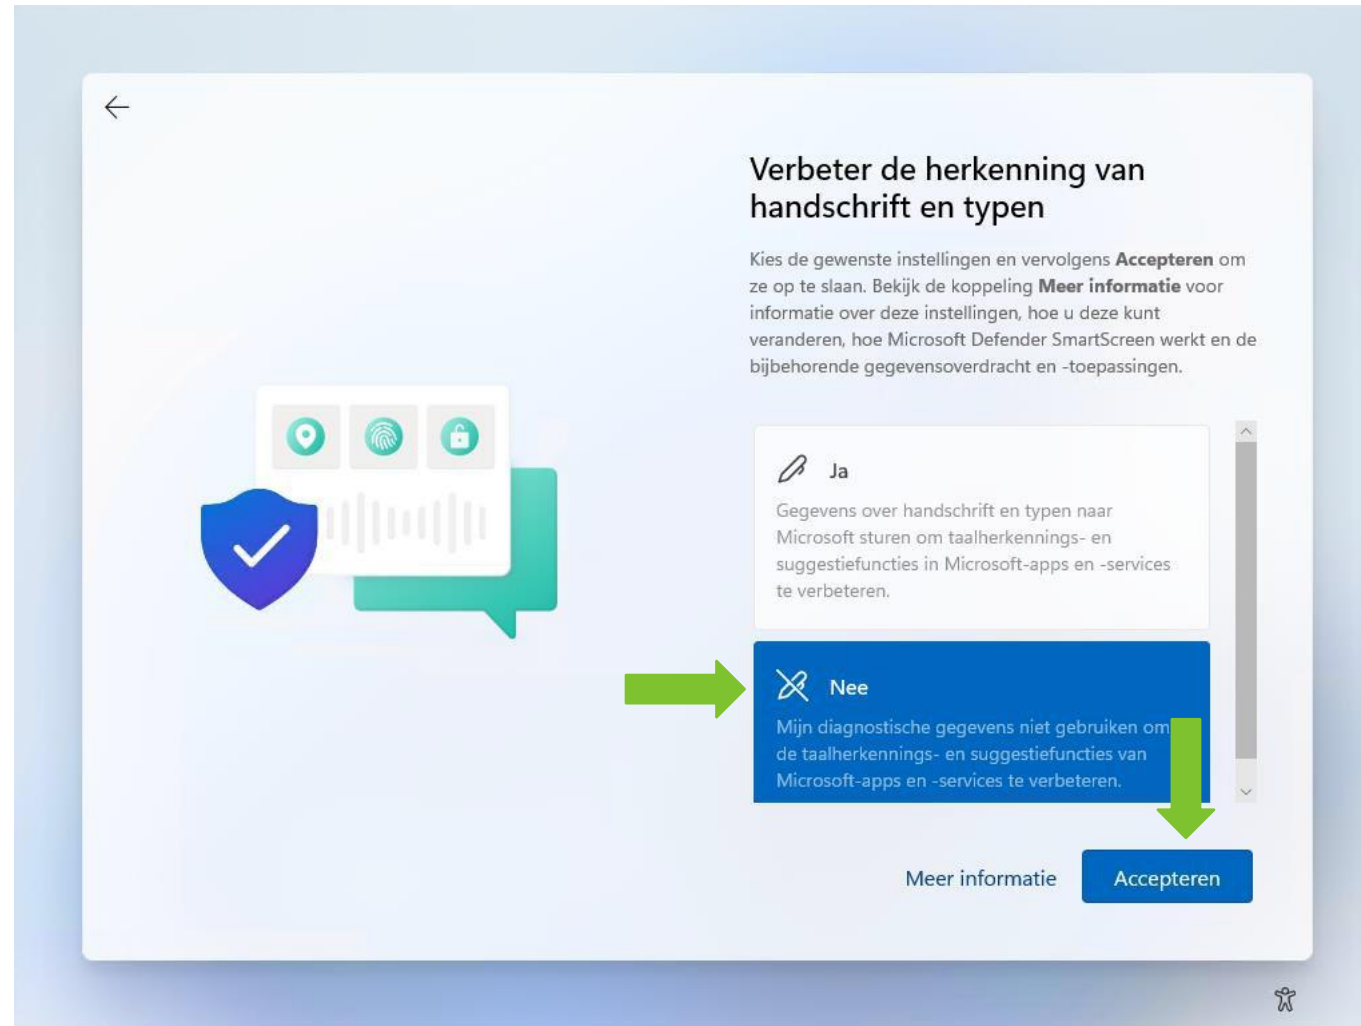 Verbeter de herkenning van
handschrift en typen
Kies de gewenste instellingen en vervolgens Accepteren om
ze op te slaan. Bekijk de koppeling Meer informatie voor
informatie over deze instellingen, hoe u deze kunt
veranderen, hoe Microsoft Defender SmartScreen werkt en de
bijbehorende gegevensoverdracht en -toepassingen.
Ja
Gegevens over handschrift en typen naar
Microsoft sturen om taalherkennings- en
suggestiefuncties in Microsoft-apps en -services
te verbeteren.
Nee
Mijn diagnostische gegevens niet gebruiken om
de taalherkennings- en suggestiefuncties van
Microsoft-apps en -services te verbeteren.
Meer informatie
Accepteren